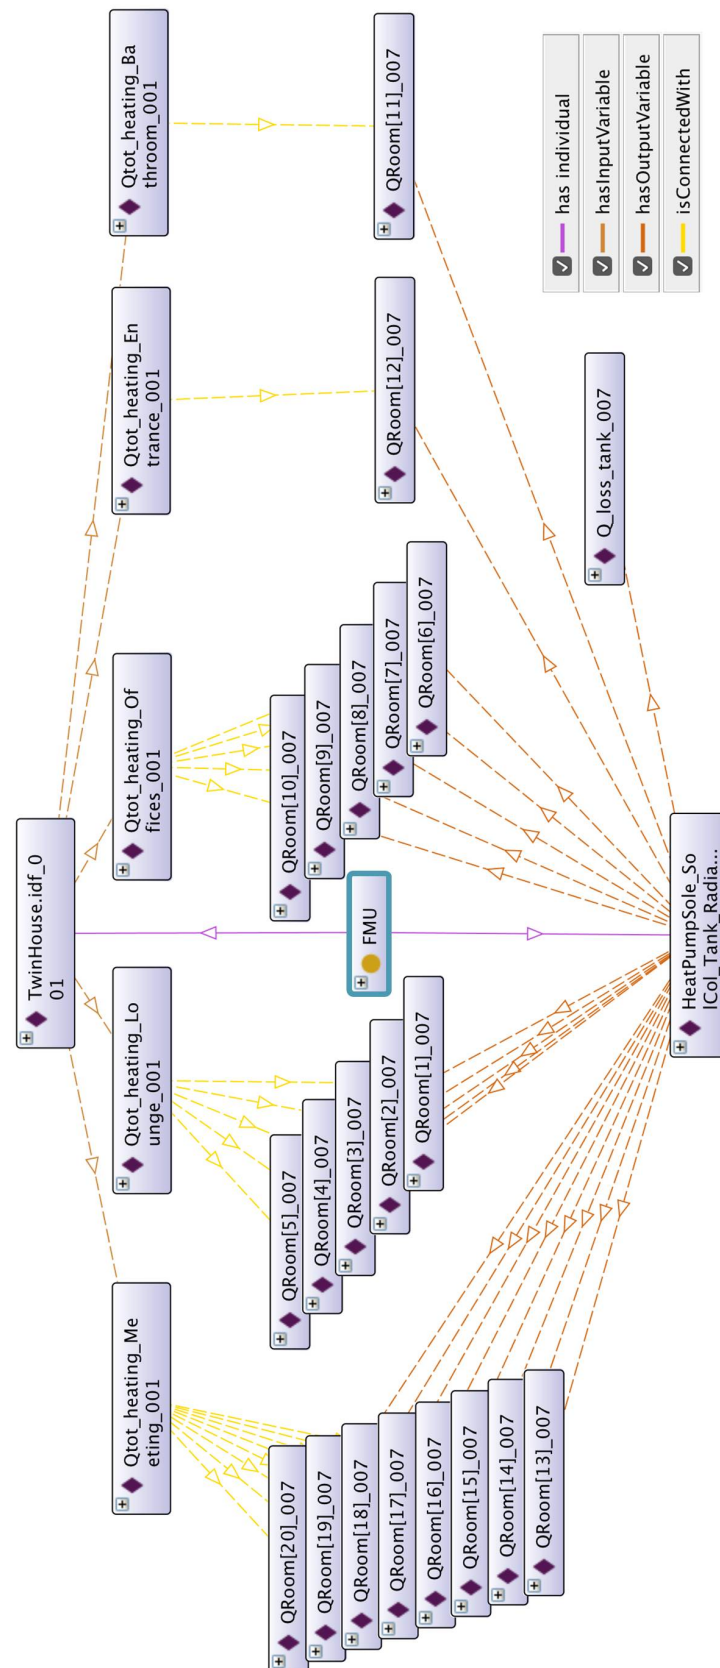 TwinHouse.idf_0
01
Qtot_heating_Me
eting_001
Qtot_heating_Lo
unge_001
Qtot_heating_Of
fices_001
Qtot_heating_En
trance_001
Qtot_heating_Ba
throom_001
QRoom[20]_007
QRoom[19]_007
QRoom[18]_007
QRoom[17]_007
QRoom[16]_007
QRoom[15]_007
QRoom[14]_007
QRoom[13]_007
QRoom[5]_007
QRoom[4]_007
QRoom[3]_007
QRoom[2]_007
QRoom[1]_007
FMU
QRoom[10]_007
QRoom[9]_007
QRoom[8]_007
QRoom[7]_007
QRoom[6]_007
QRoom[12]_007
QRoom[11]_007
Q_loss_tank_007
HeatPumpSole_So
lCol_Tank_Radia...
has individual
hasInputVariable
hasOutputVariable
isConnectedWith